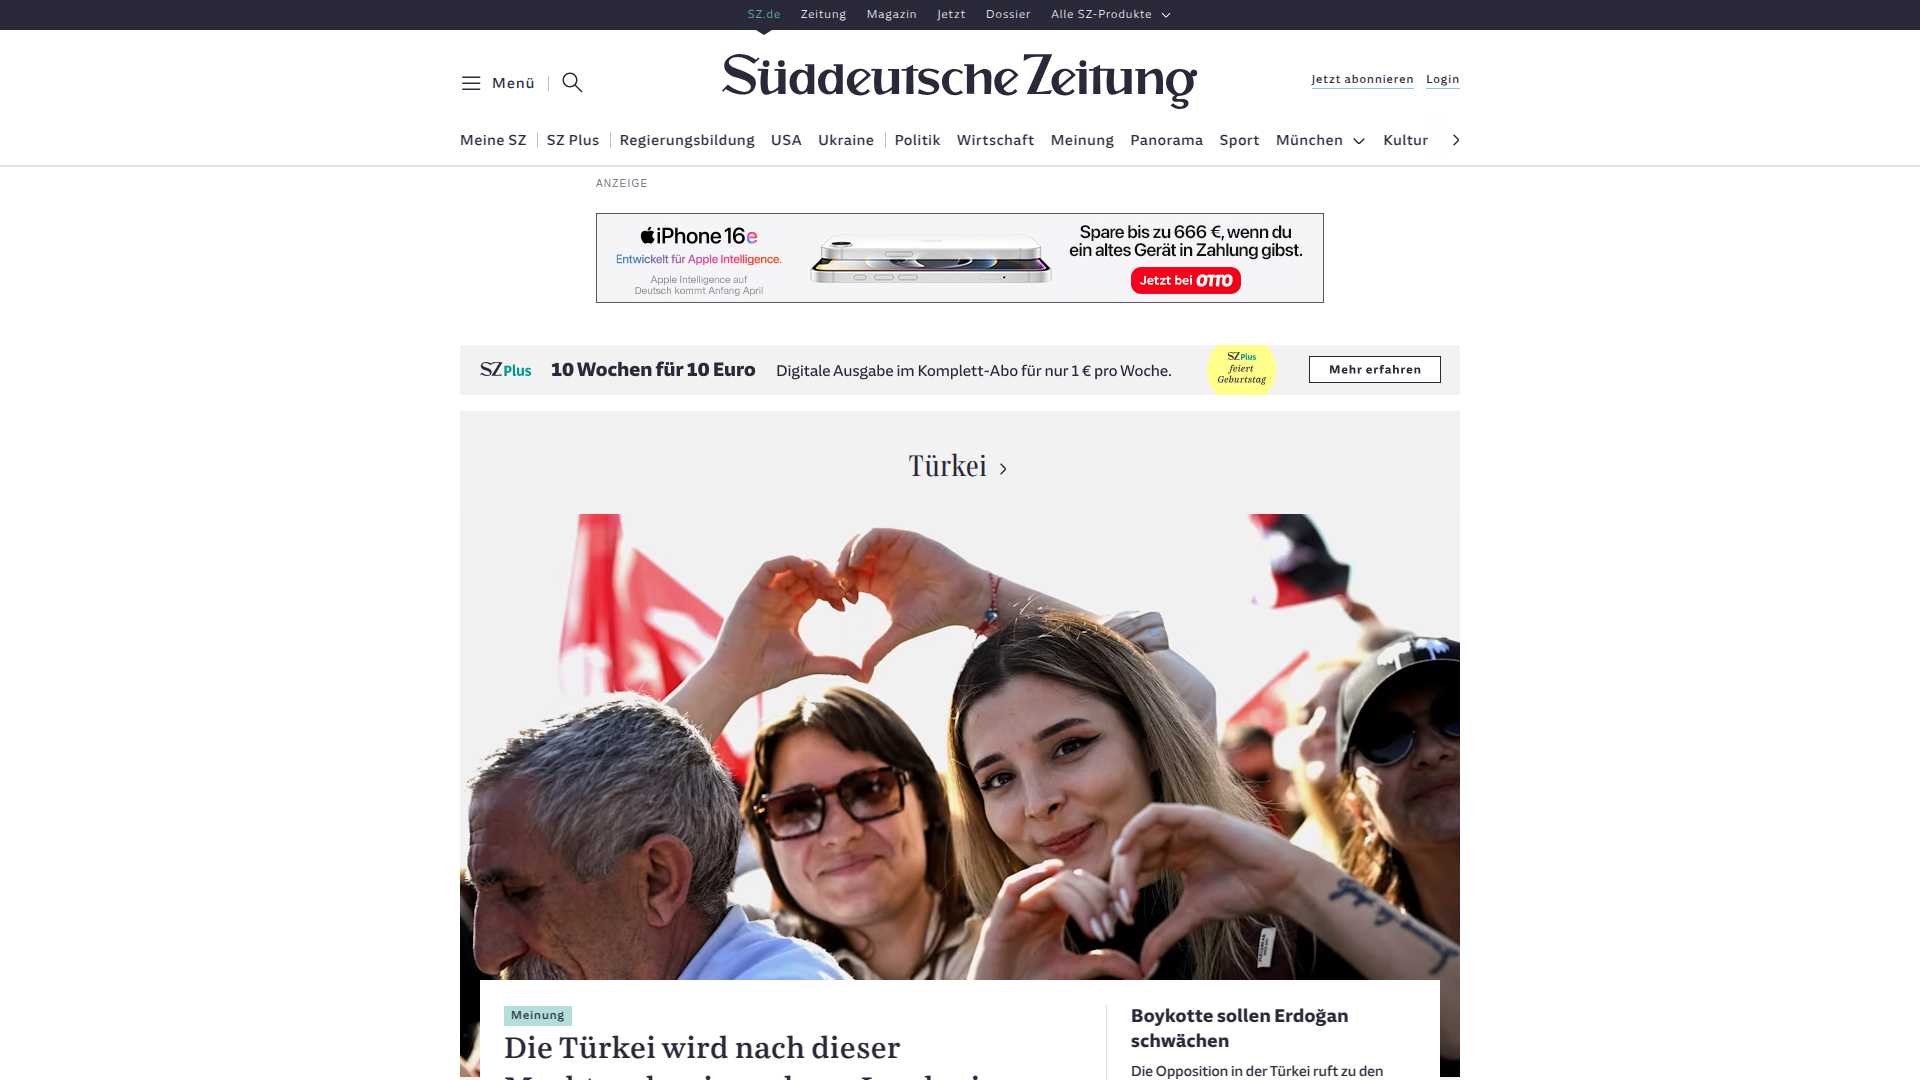 SZ.de Zeitung Magazin Jetzt Dossier Alle SZ-Produkte
Menü
Süddeutsche Zeitung
Jetzt abonnieren Login
Meine SZ SZ Plus Regierungsbildung USA Ukraine Politik Wirtschaft Meinung Panorama Sport München Kultur
ANZEIGE
iPhone 16e
Entwickelt für Apple Intelligence.
Apple Intelligence auf
Deutsch kommt Anfang April
Spare bis zu 666 €, wenn du
ein altes Gerät in Zahlung gibst.
Jetzt bei OTTO
SZ Plus 10 Wochen für 10 Euro Digitale Ausgabe im Komplett-Abo für nur 1 € pro Woche.
SZ Plus
feiert
Geburtstag
Mehr erfahren
Türkei
Meinung
Die Türkei wird nach dieser
Boykotte sollen Erdoğan
schwächen
Die Opposition in der Türkei ruft zu den